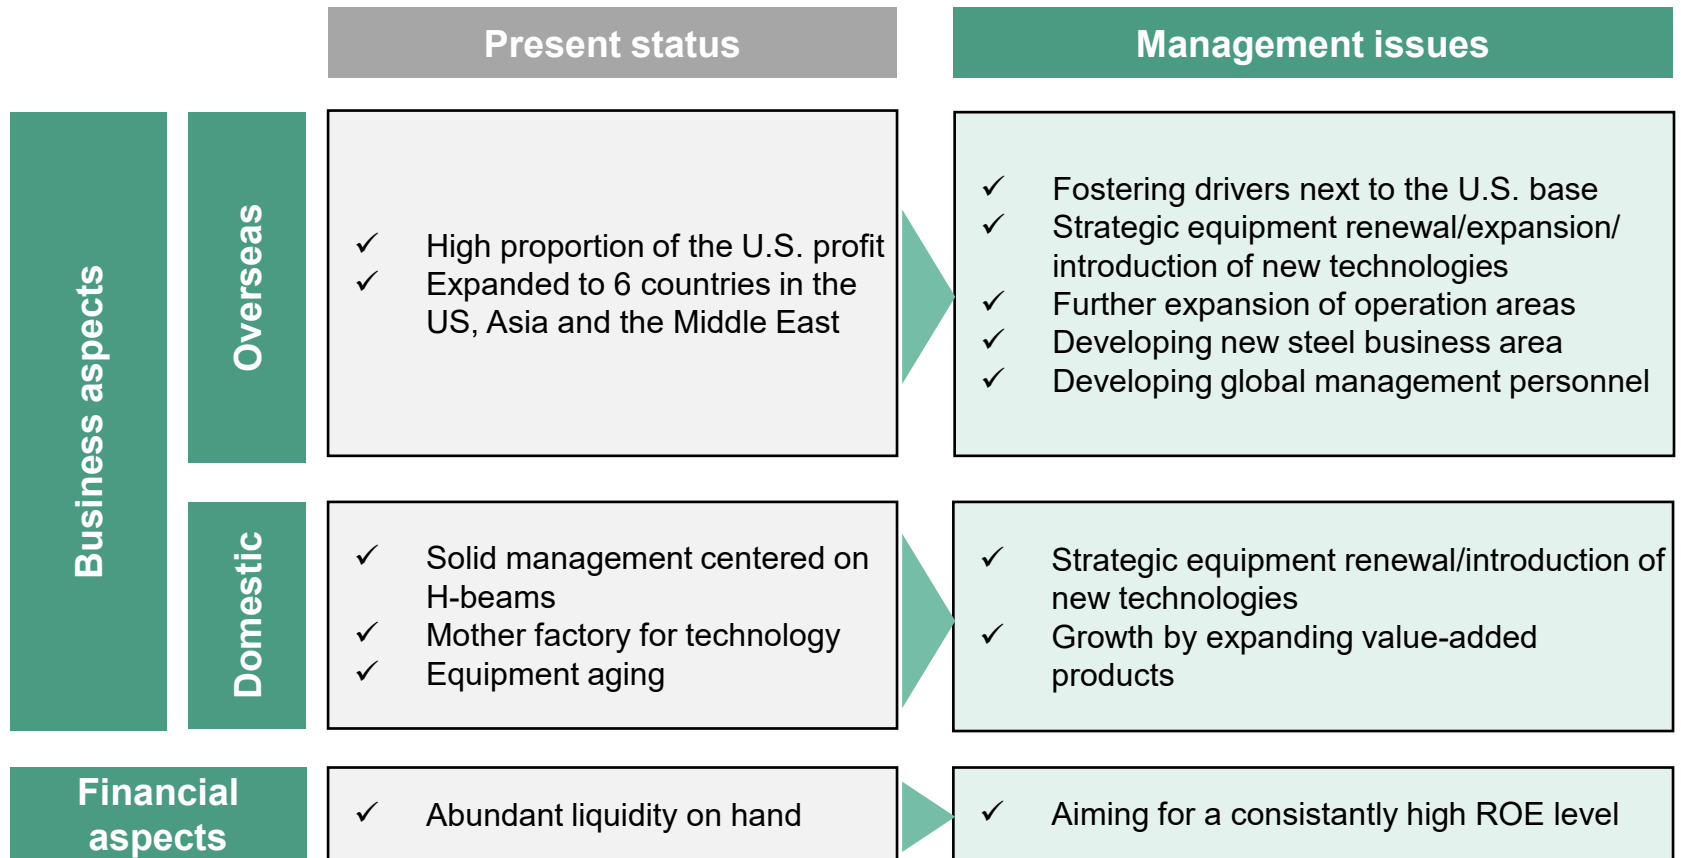 Present status
Management issues
Business aspects
Overseas
✓ High proportion of the U.S. profit
✓ Expanded to 6 countries in the
US, Asia and the Middle East
✓ Fostering drivers next to the U.S. base
✓ Strategic equipment renewal/expansion/
introduction of new technologies
✓ Further expansion of operation areas
✓ Developing new steel business area
✓ Developing global management personnel
Domestic
✓ Solid management centered on
H-beams
✓ Mother factory for technology
✓ Equipment aging
✓ Strategic equipment renewal/introduction of
new technologies
✓ Growth by expanding value-added
products
Financial
aspects
✓ Abundant liquidity on hand
✓ Aiming for a consistantly high ROE level